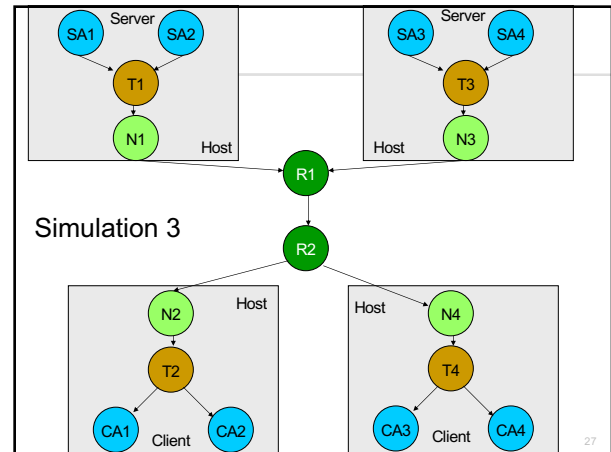 Server
SA1 SA2
T1
N1
Host
Server
SA3 SA4
T3
N3
Host
R1
Simulation 3
R2
Host
N2
T2
CA1 CA2
Client
Host
N4
T4
CA3 CA4
Client
27